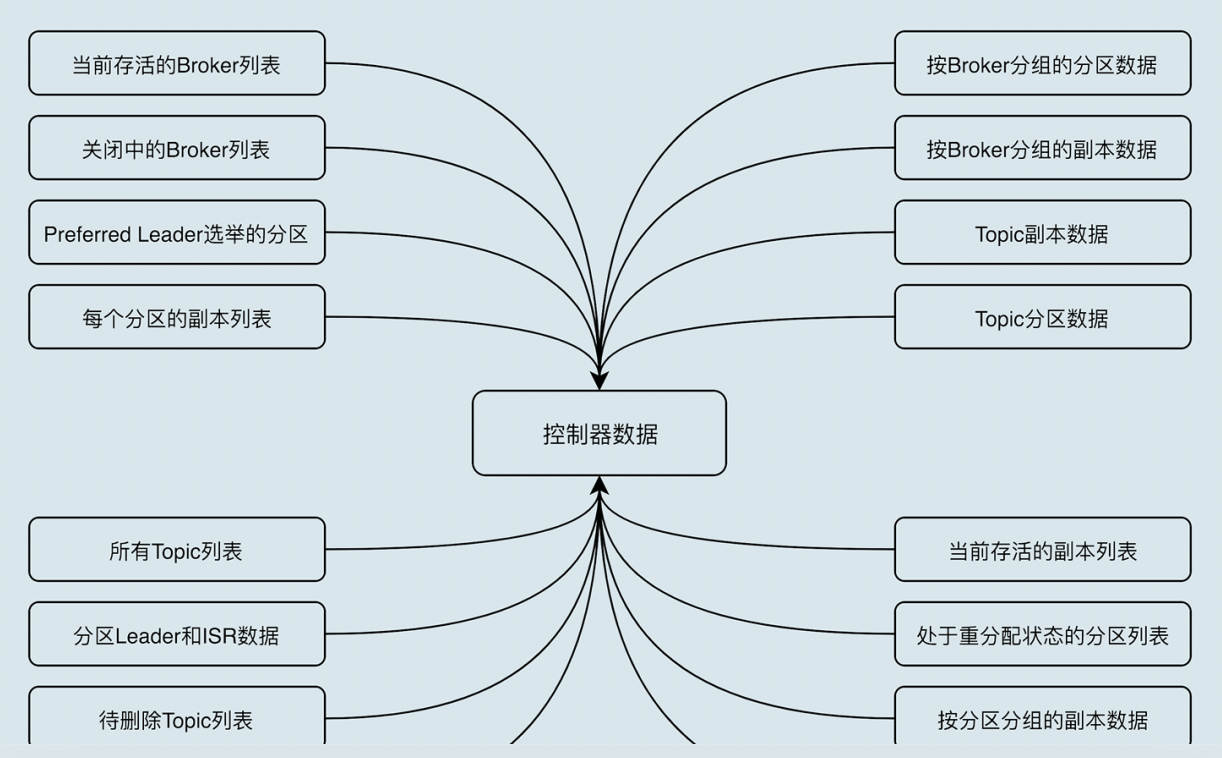 当前存活的Broker列表
按Broker分组的分区数据
关闭中的Broker列表
按Broker分组的副本数据
Preferred Leader选举的分区
Topic副本数据
每个分区的副本列表
Topic分区数据
控制器数据
所有Topic列表
当前存活的副本列表
分区Leader和ISR数据
处于重分配状态的分区列表
待删除Topic列表
按分区分组的副本数据